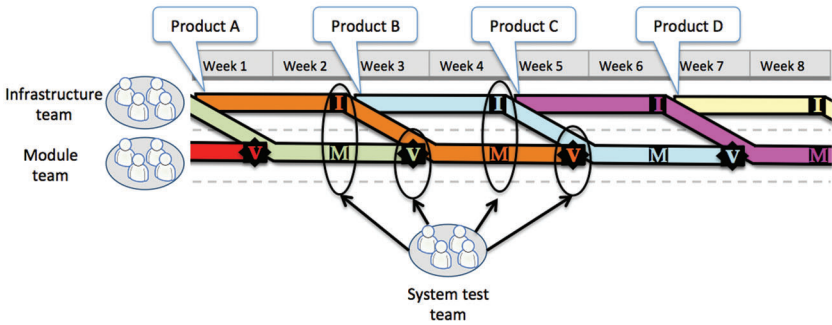 Product A
Product B
Product C
Product D
Week 1 Week 2 Week 3 Week 4 Week 5 Week 6 Week 7 Week 8
Infrastructure
team
I I I I
Module
team
V M V M V M V M
System test
team